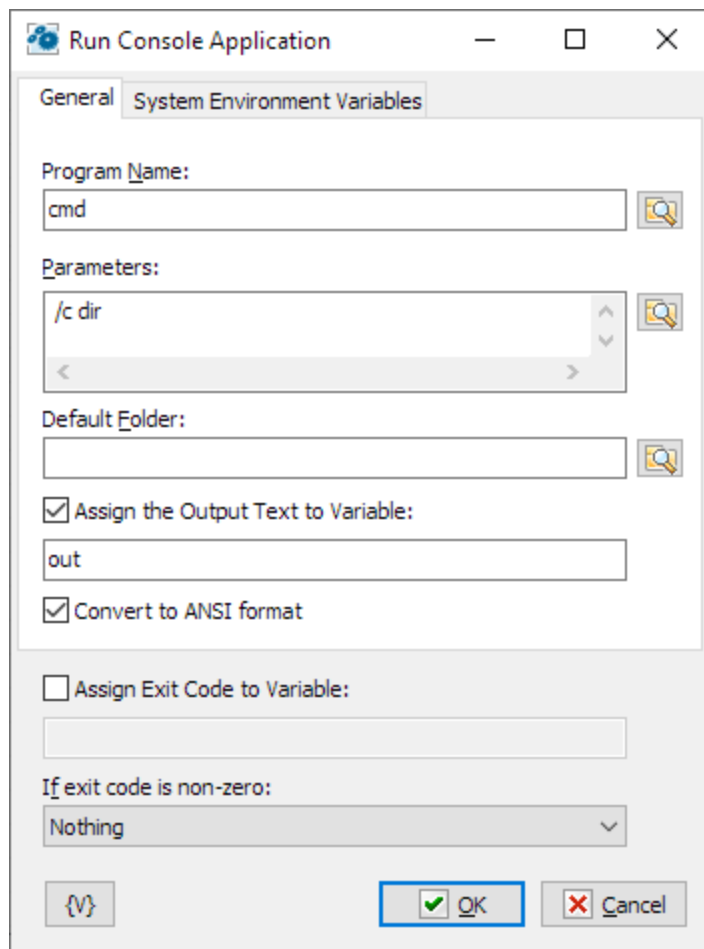 Run Console Application
General System Environment Variables
Program Name:
cmd
Parameters:
/c dir
Default Folder:
Assign the Output Text to Variable:
out
Convert to ANSI format
Assign Exit Code to Variable:
If exit code is non-zero:
Nothing
{V} OK Cancel